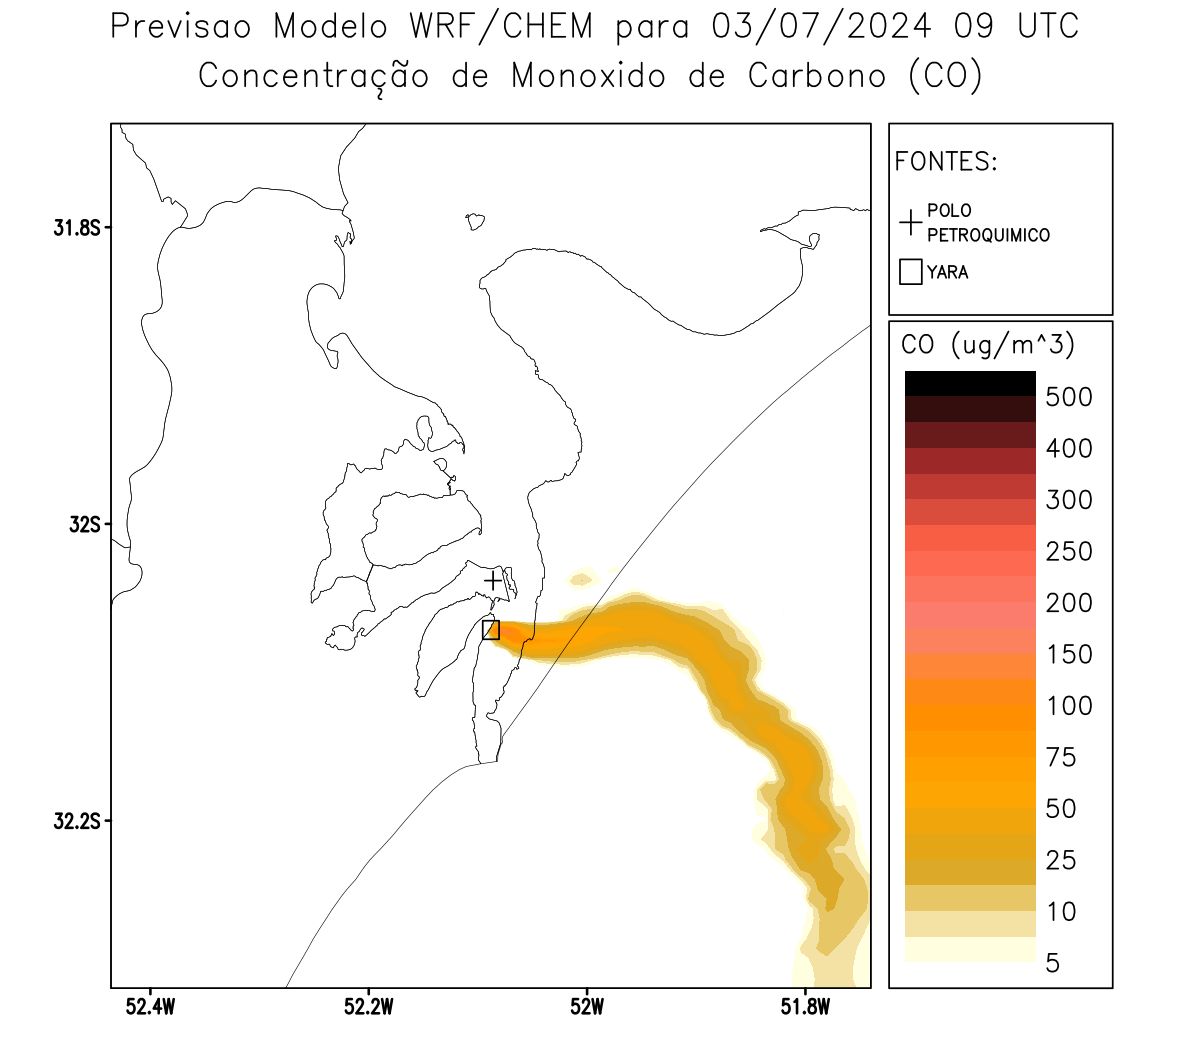 Previsao Modelo WRF/CHEM para 03/07/2024 09 UTC
Concentração de Monoxido de Carbono (CO)
FONTES:
POLO
PETROQUIMICO
YARA
CO (ug/m^3)
500
400
300
250
200
150
100
75
50
25
10
5
31.8S
32S
32.2S
52.4W
52.2W
52W
51.8W